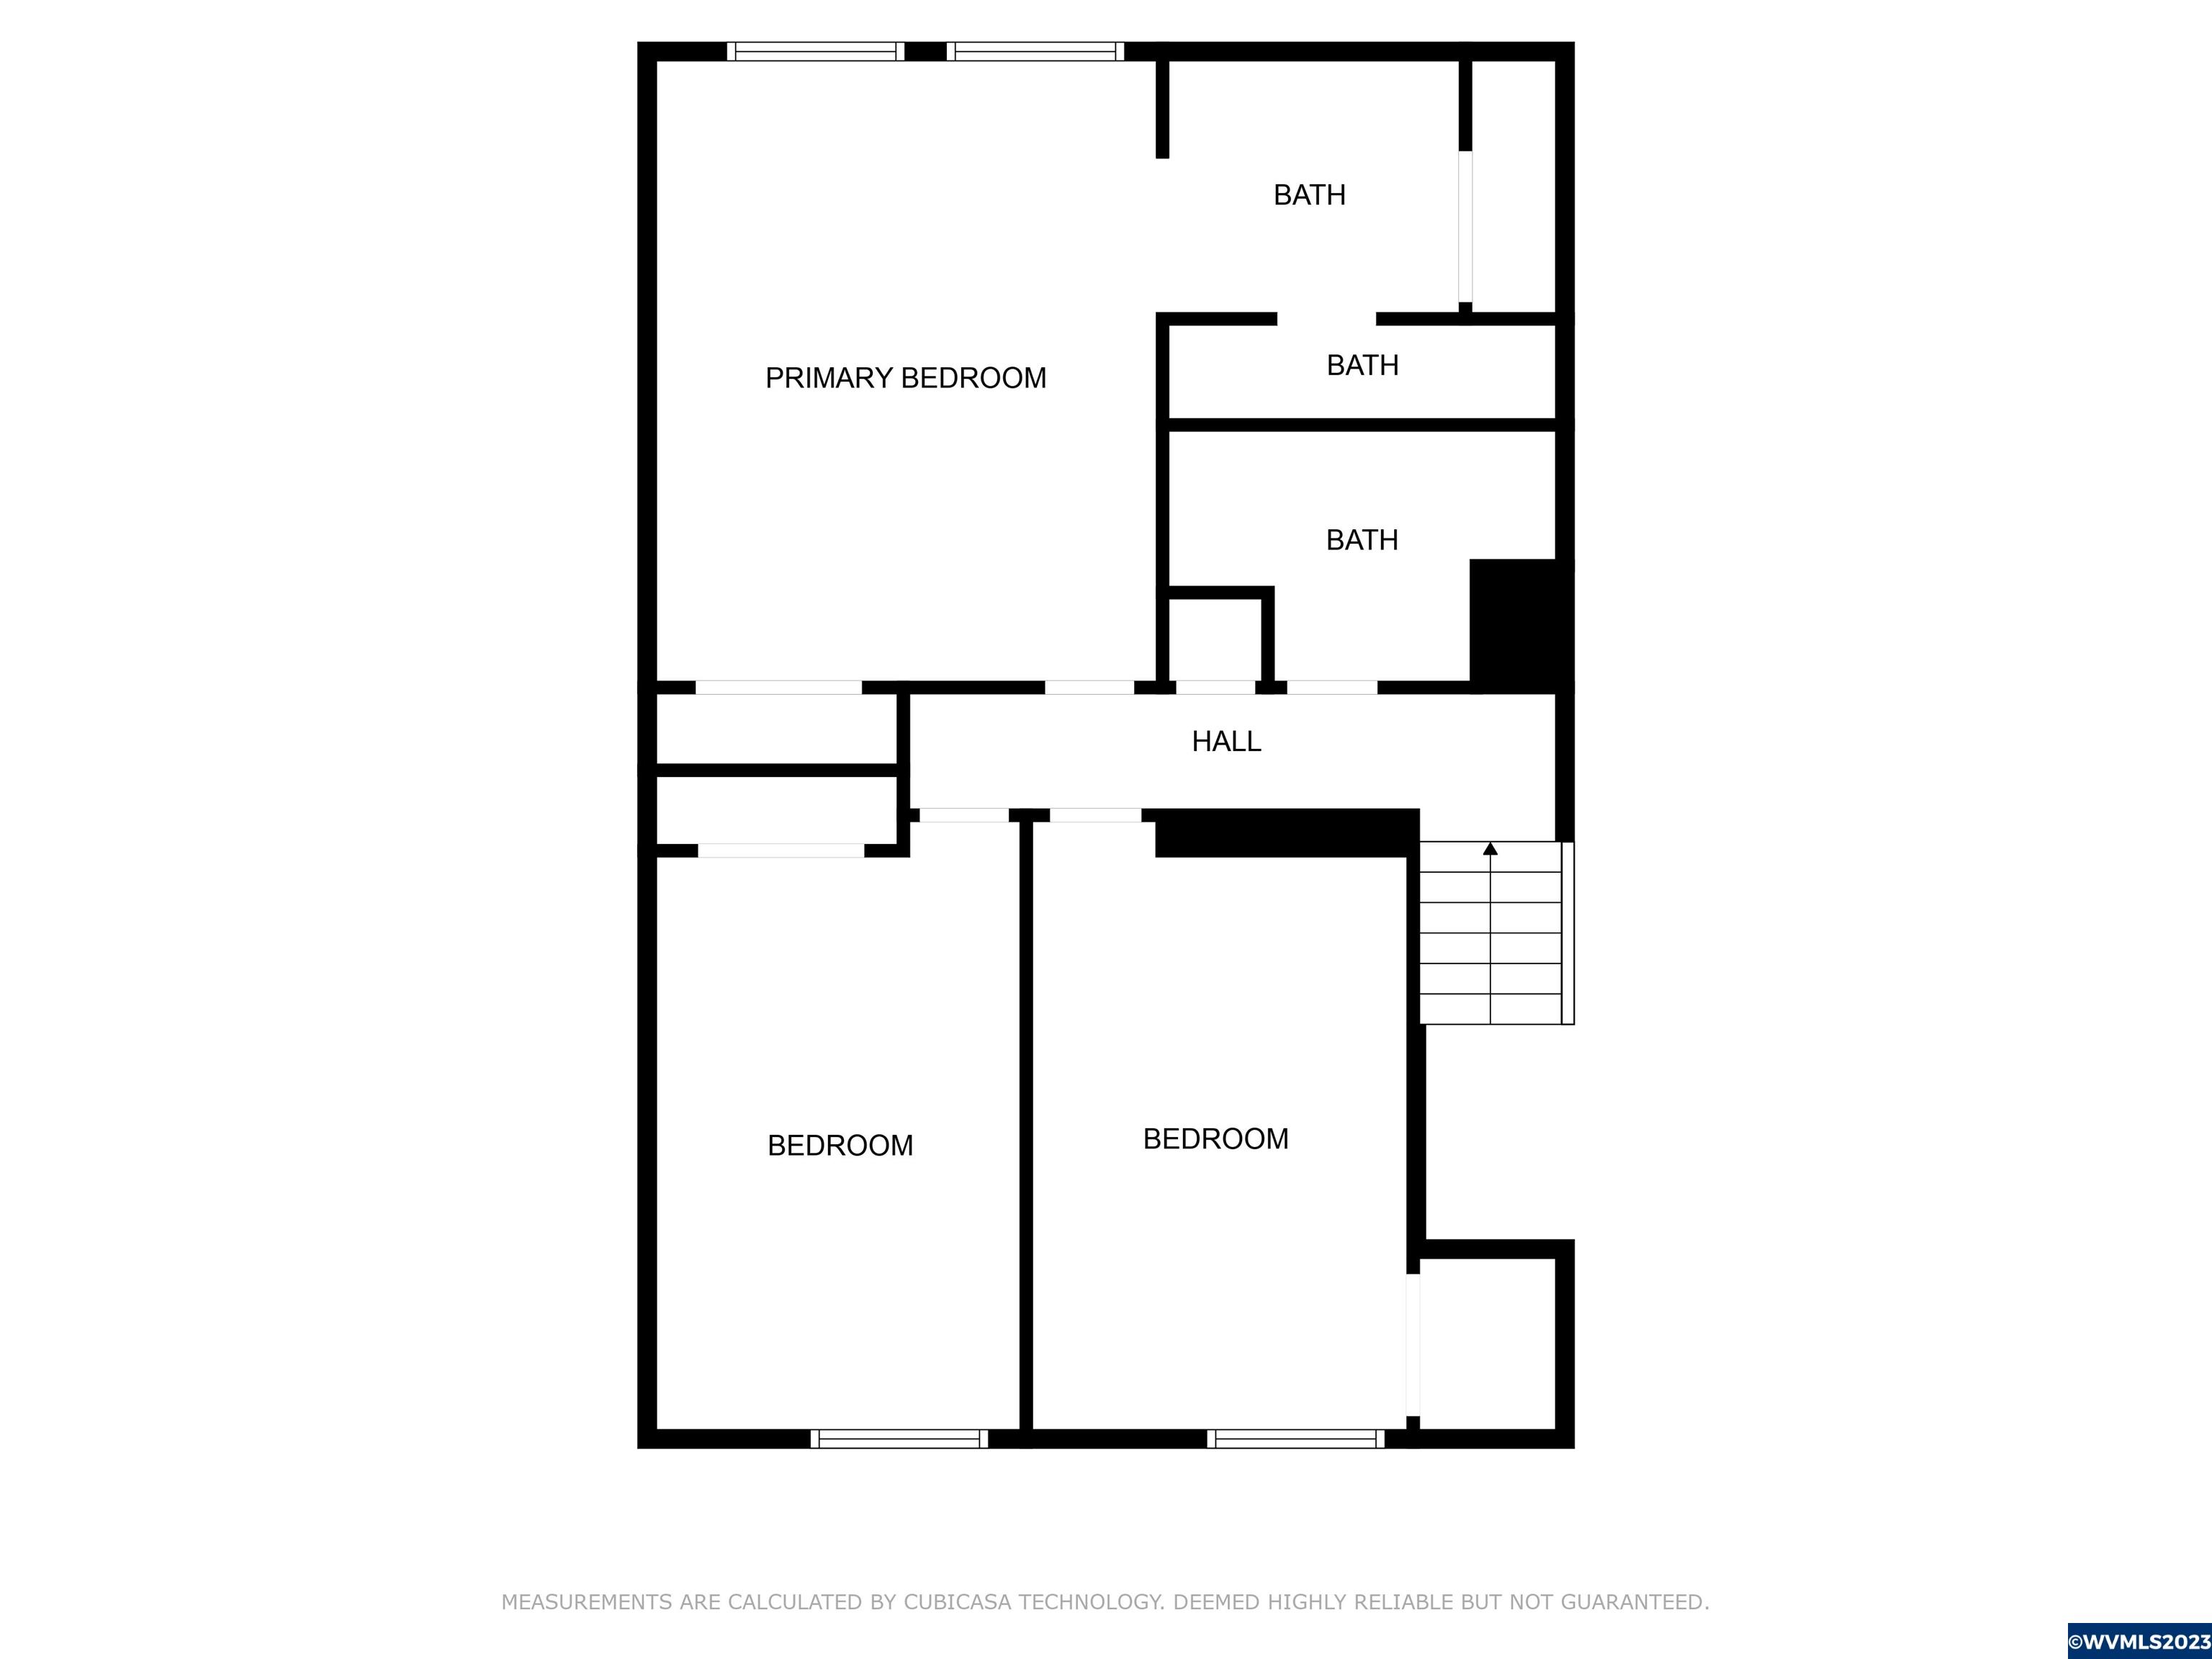 BATH
BATH
PRIMARY BEDROOM
BATH
HALL
BEDROOM
BEDROOM
MEASUREMENTS ARE CALCULATED BY CUBICASA TECHNOLOGY. DEEMED HIGHLY RELIABLE BUT NOT GUARANTEED.
©WVMLS2023